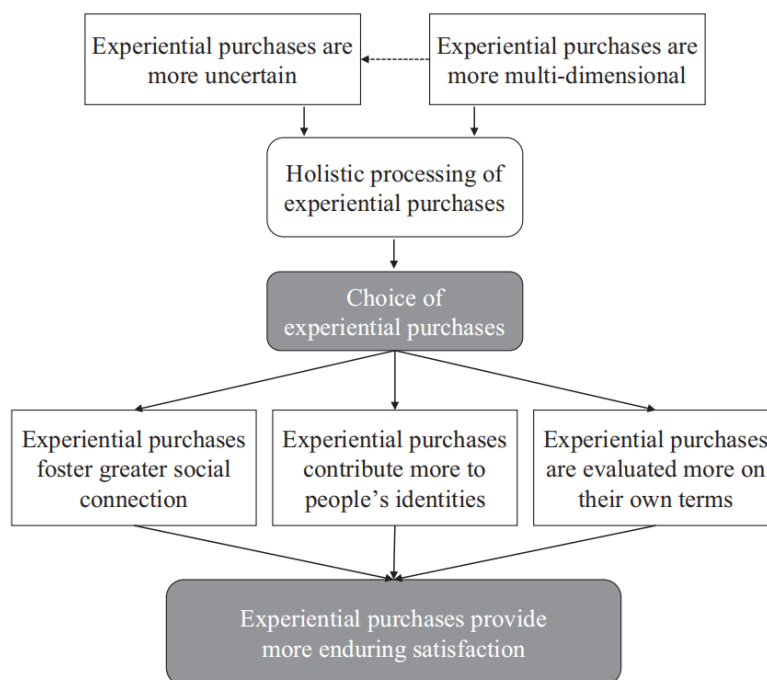 Experiential purchases are
more uncertain
Experiential purchases are
more multi-dimensional
Holistic processing of
experiential purchases
Choice of
experiential purchases
Experiential purchases
foster greater social
connection
Experiential purchases
contribute more to
people’s identities
Experiential purchases
are evaluated more on
their own terms
Experiential purchases provide
more enduring satisfaction